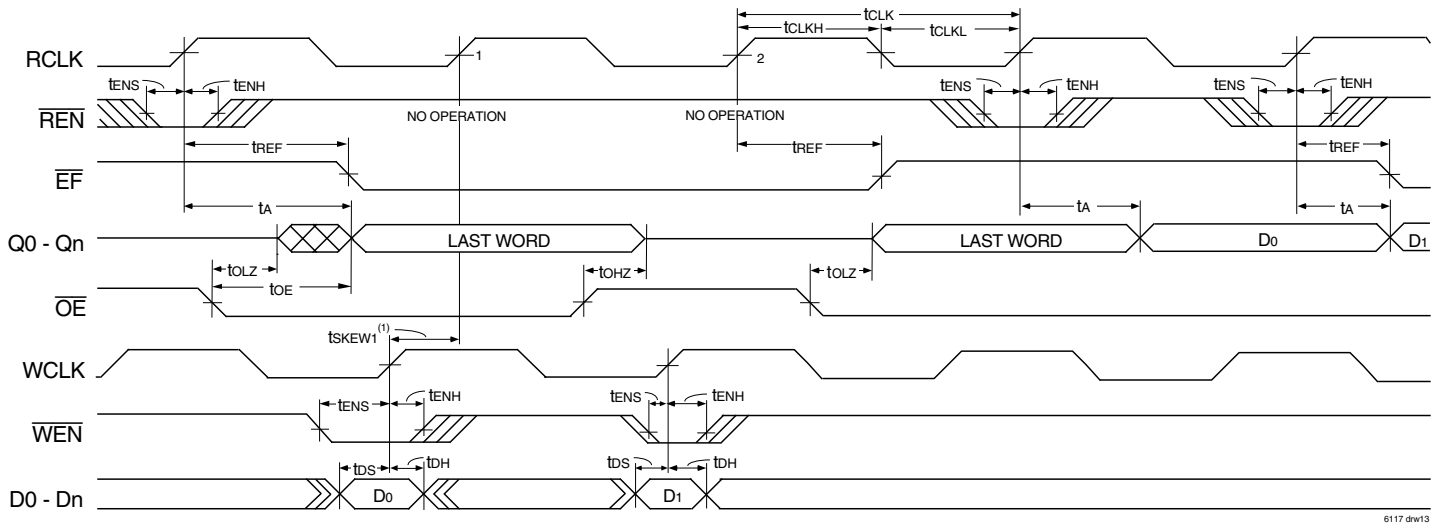 tCLK
tCLKH tCLKL
RCLK 1 2
tENS tENH tENS tENH tENS tENH
REN NO OPERATION NO OPERATION
tREF tREF tREF
EF
tA tA tA
Q0 - Qn LAST WORD LAST WORD D0 D1
tOLZ tOHZ tOLZ
tOE
OE
tSKEW1(1)
WCLK
tENS tENH tENS tENH
WEN
tDS tDH tDS tDH
D0 - Dn D0 D1
6117 drw13